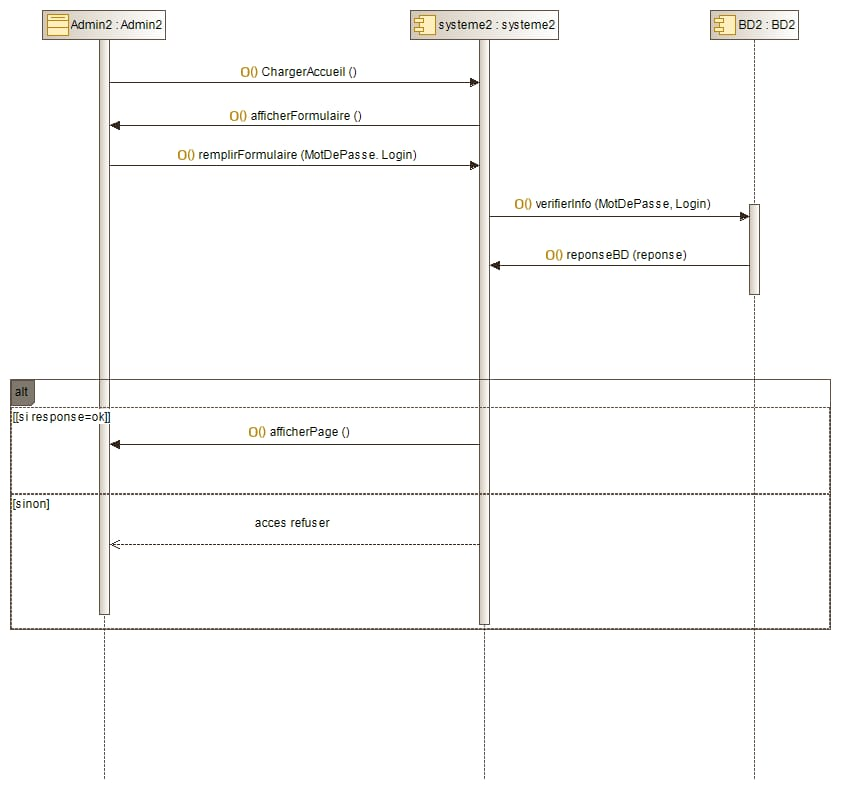 Admin2 : Admin2
systeme2 : systeme2
BD2 : BD2
O() ChargerAccueil ()
O() afficherFormulaire ()
O() remplirFormulaire (MotDePasse. Login)
O() verifierInfo (MotDePasse, Login)
O() reponseBD (reponse)
alt
[[si response=ok]]
O() afficherPage ()
[sinon]
acces refuser